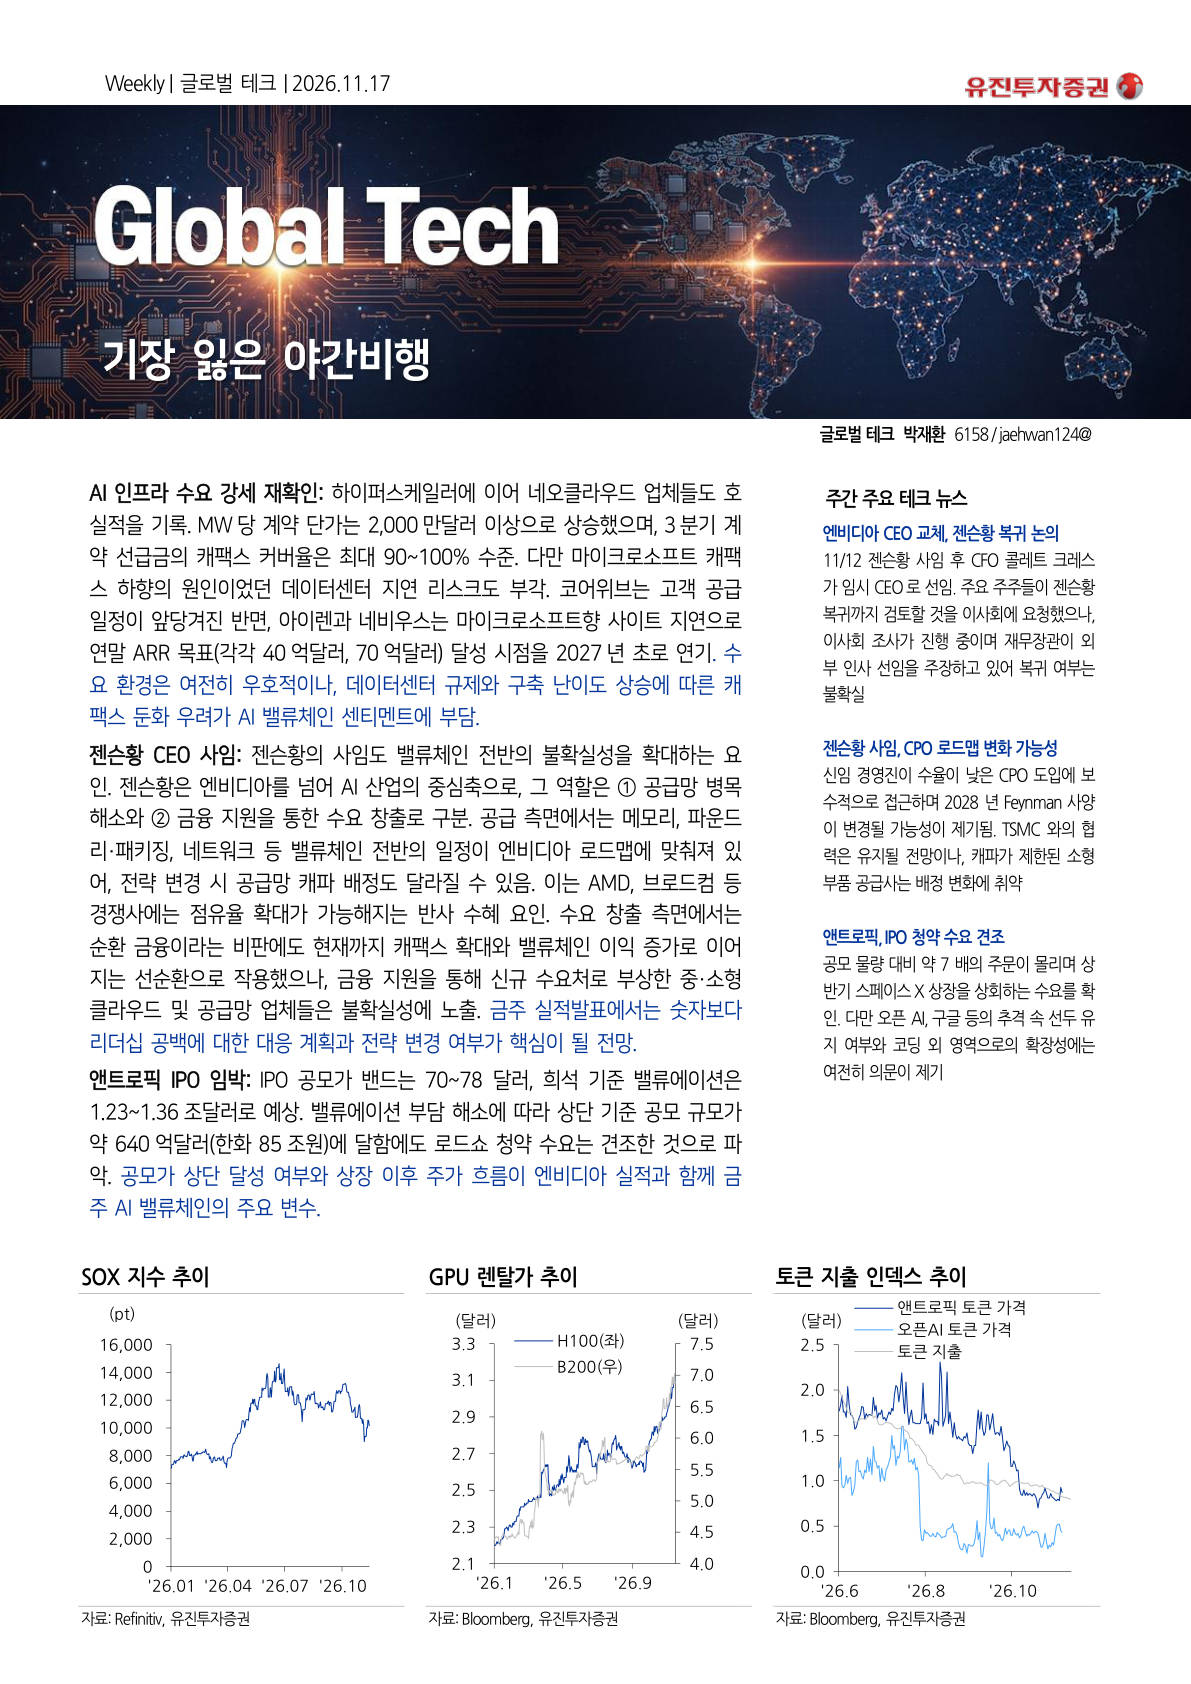 Weekly | 글로벌 테크 | 2026.11.17
유진투자증권
Global Tech
기장 잃은 야간비행
글로벌 테크 박재환 6158 / jaehwan124@
AI 인프라 수요 강세 재확인: 하이퍼스케일러에 이어 네오클라우드 업체들도 호
실적을 기록. MW당 계약 단가는 2,000만달러 이상으로 상승했으며, 3분기 계
약 선급금의 캐팩스 커버율은 최대 90~100% 수준. 다만 마이크로소프트 캐팩
스 하향의 원인이었던 데이터센터 지연 리스크도 부각. 코어위브는 고객 공급
일정이 앞당겨진 반면, 아이렌과 네비우스는 마이크로소프트향 사이트 지연으로
연말 ARR 목표(각각 40억달러, 70억달러) 달성 시점을 2027년 초로 연기. 수
요 환경은 여전히 우호적이나, 데이터센터 규제와 구축 난이도 상승에 따른 캐
팩스 둔화 우려가 AI 밸류체인 센티멘트에 부담.
젠슨황 CEO 사임: 젠슨황의 사임도 밸류체인 전반의 불확실성을 확대하는 요
인. 젠슨황은 엔비디아를 넘어 AI 산업의 중심축으로, 그 역할은 ① 공급망 병목
해소와 ② 금융 지원을 통한 수요 창출로 구분. 공급 측면에서는 메모리, 파운드
리·패키징, 네트워크 등 밸류체인 전반의 일정이 엔비디아 로드맵에 맞춰져 있
어, 전략 변경 시 공급망 캐파 배정도 달라질 수 있음. 이는 AMD, 브로드컴 등
경쟁사에는 점유율 확대가 가능해지는 반사 수혜 요인. 수요 창출 측면에서는
순환 금융이라는 비판에도 현재까지 캐팩스 확대와 밸류체인 이익 증가로 이어
지는 선순환으로 작용했으나, 금융 지원을 통해 신규 수요처로 부상한 중·소형
클라우드 및 공급망 업체들은 불확실성에 노출. 금주 실적발표에서는 숫자보다
리더십 공백에 대한 대응 계획과 전략 변경 여부가 핵심이 될 전망.
앤트로픽 IPO 임박: IPO 공모가 밴드는 70~78 달러, 희석 기준 밸류에이션은
1.23~1.36조달러로 예상. 밸류에이션 부담 해소에 따라 상단 기준 공모 규모가
약 640억달러(한화 85조원)에 달함에도 로드쇼 청약 수요는 견조한 것으로 파
악. 공모가 상단 달성 여부와 상장 이후 주가 흐름이 엔비디아 실적과 함께 금
주 AI 밸류체인의 주요 변수.
주간 주요 테크 뉴스
엔비디아 CEO 교체, 젠슨황 복귀 논의
11/12 젠슨황 사임 후 CFO 콜레트 크레스
가 임시 CEO로 선임. 주요 주주들이 젠슨황
복귀까지 검토할 것을 이사회에 요청했으나,
이사회 조사가 진행 중이며 재무장관이 외
부 인사 선임을 주장하고 있어 복귀 여부는
불확실
젠슨황 사임, CPO 로드맵 변화 가능성
신임 경영진이 수율이 낮은 CPO 도입에 보
수적으로 접근하며 2028년 Feynman 사양
이 변경될 가능성이 제기됨. TSMC와의 협
력은 유지될 전망이나, 캐파가 제한된 소형
부품 공급사는 배정 변화에 취약
앤트로픽, IPO 청약 수요 견조
공모 물량 대비 약 7배의 주문이 몰리며 상
반기 스페이스X 상장을 상회하는 수요를 확
인. 다만 오픈 AI, 구글 등의 추격 속 선두 유
지 여부와 코딩 외 영역으로의 확장성에는
여전히 의문이 제기
SOX 지수 추이
(pt)
16,000
14,000
12,000
10,000
8,000
6,000
4,000
2,000
0
'26.01 '26.04 '26.07 '26.10
자료: Refinitiv, 유진투자증권
GPU 렌탈가 추이
(달러) (달러)
H100(좌)
B200(우)
3.3
3.1
2.9
2.7
2.5
2.3
2.1
7.5
7.0
6.5
6.0
5.5
5.0
4.5
4.0
'26.1 '26.5 '26.9
자료: Bloomberg, 유진투자증권
토큰 지출 인덱스 추이
(달러)
앤트로픽 토큰 가격
오픈AI 토큰 가격
토큰 지출
2.5
2.0
1.5
1.0
0.5
0.0
'26.6 '26.8 '26.10
자료: Bloomberg, 유진투자증권